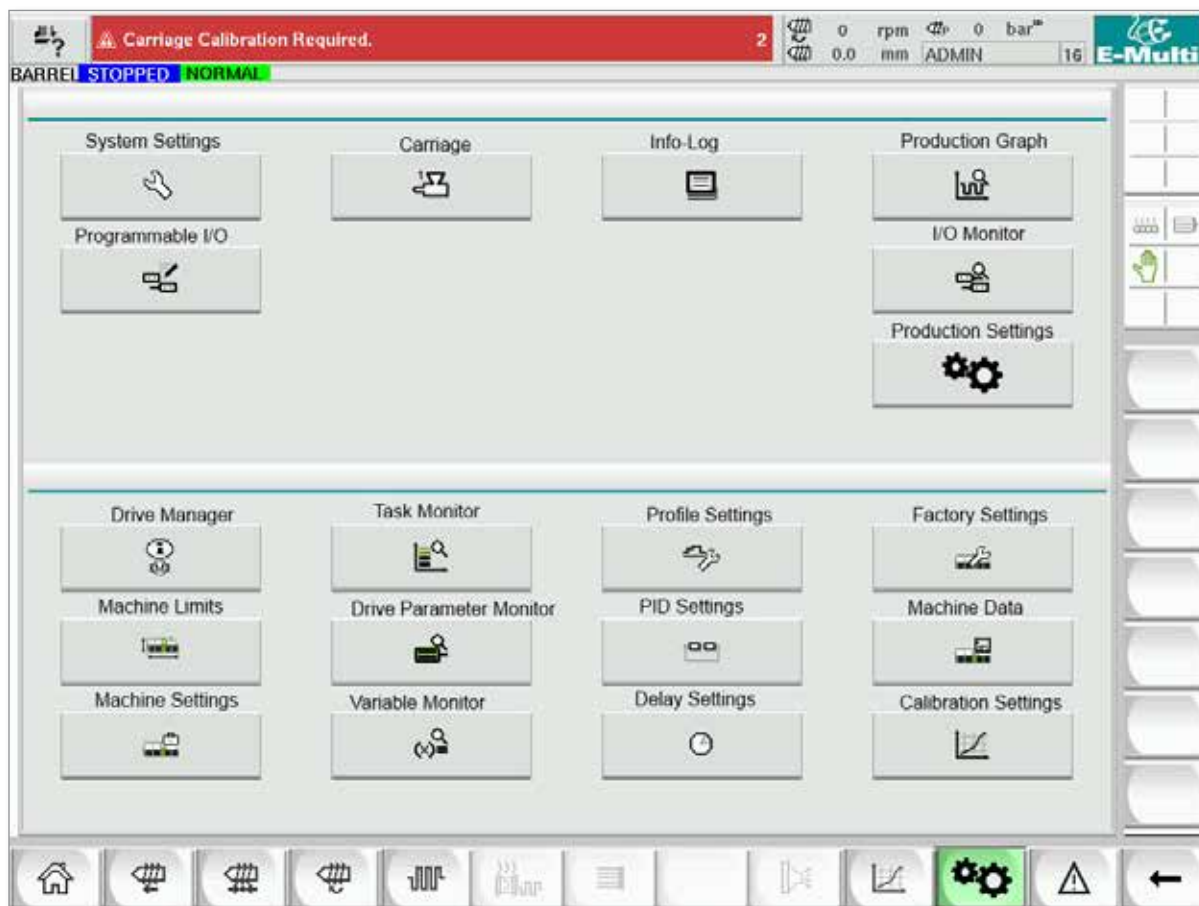 Carriage Calibration Required. 2
0 rpm 0 bar
0.0 mm ADMIN 16
E-Multi
BARREL STOPPED NORMAL
System Settings Carriage Info-Log Production Graph
Programmable I/O I/O Monitor
Production Settings
Drive Manager Task Monitor Profile Settings Factory Settings
Machine Limits Drive Parameter Monitor PID Settings Machine Data
Machine Settings Variable Monitor Delay Settings Calibration Settings